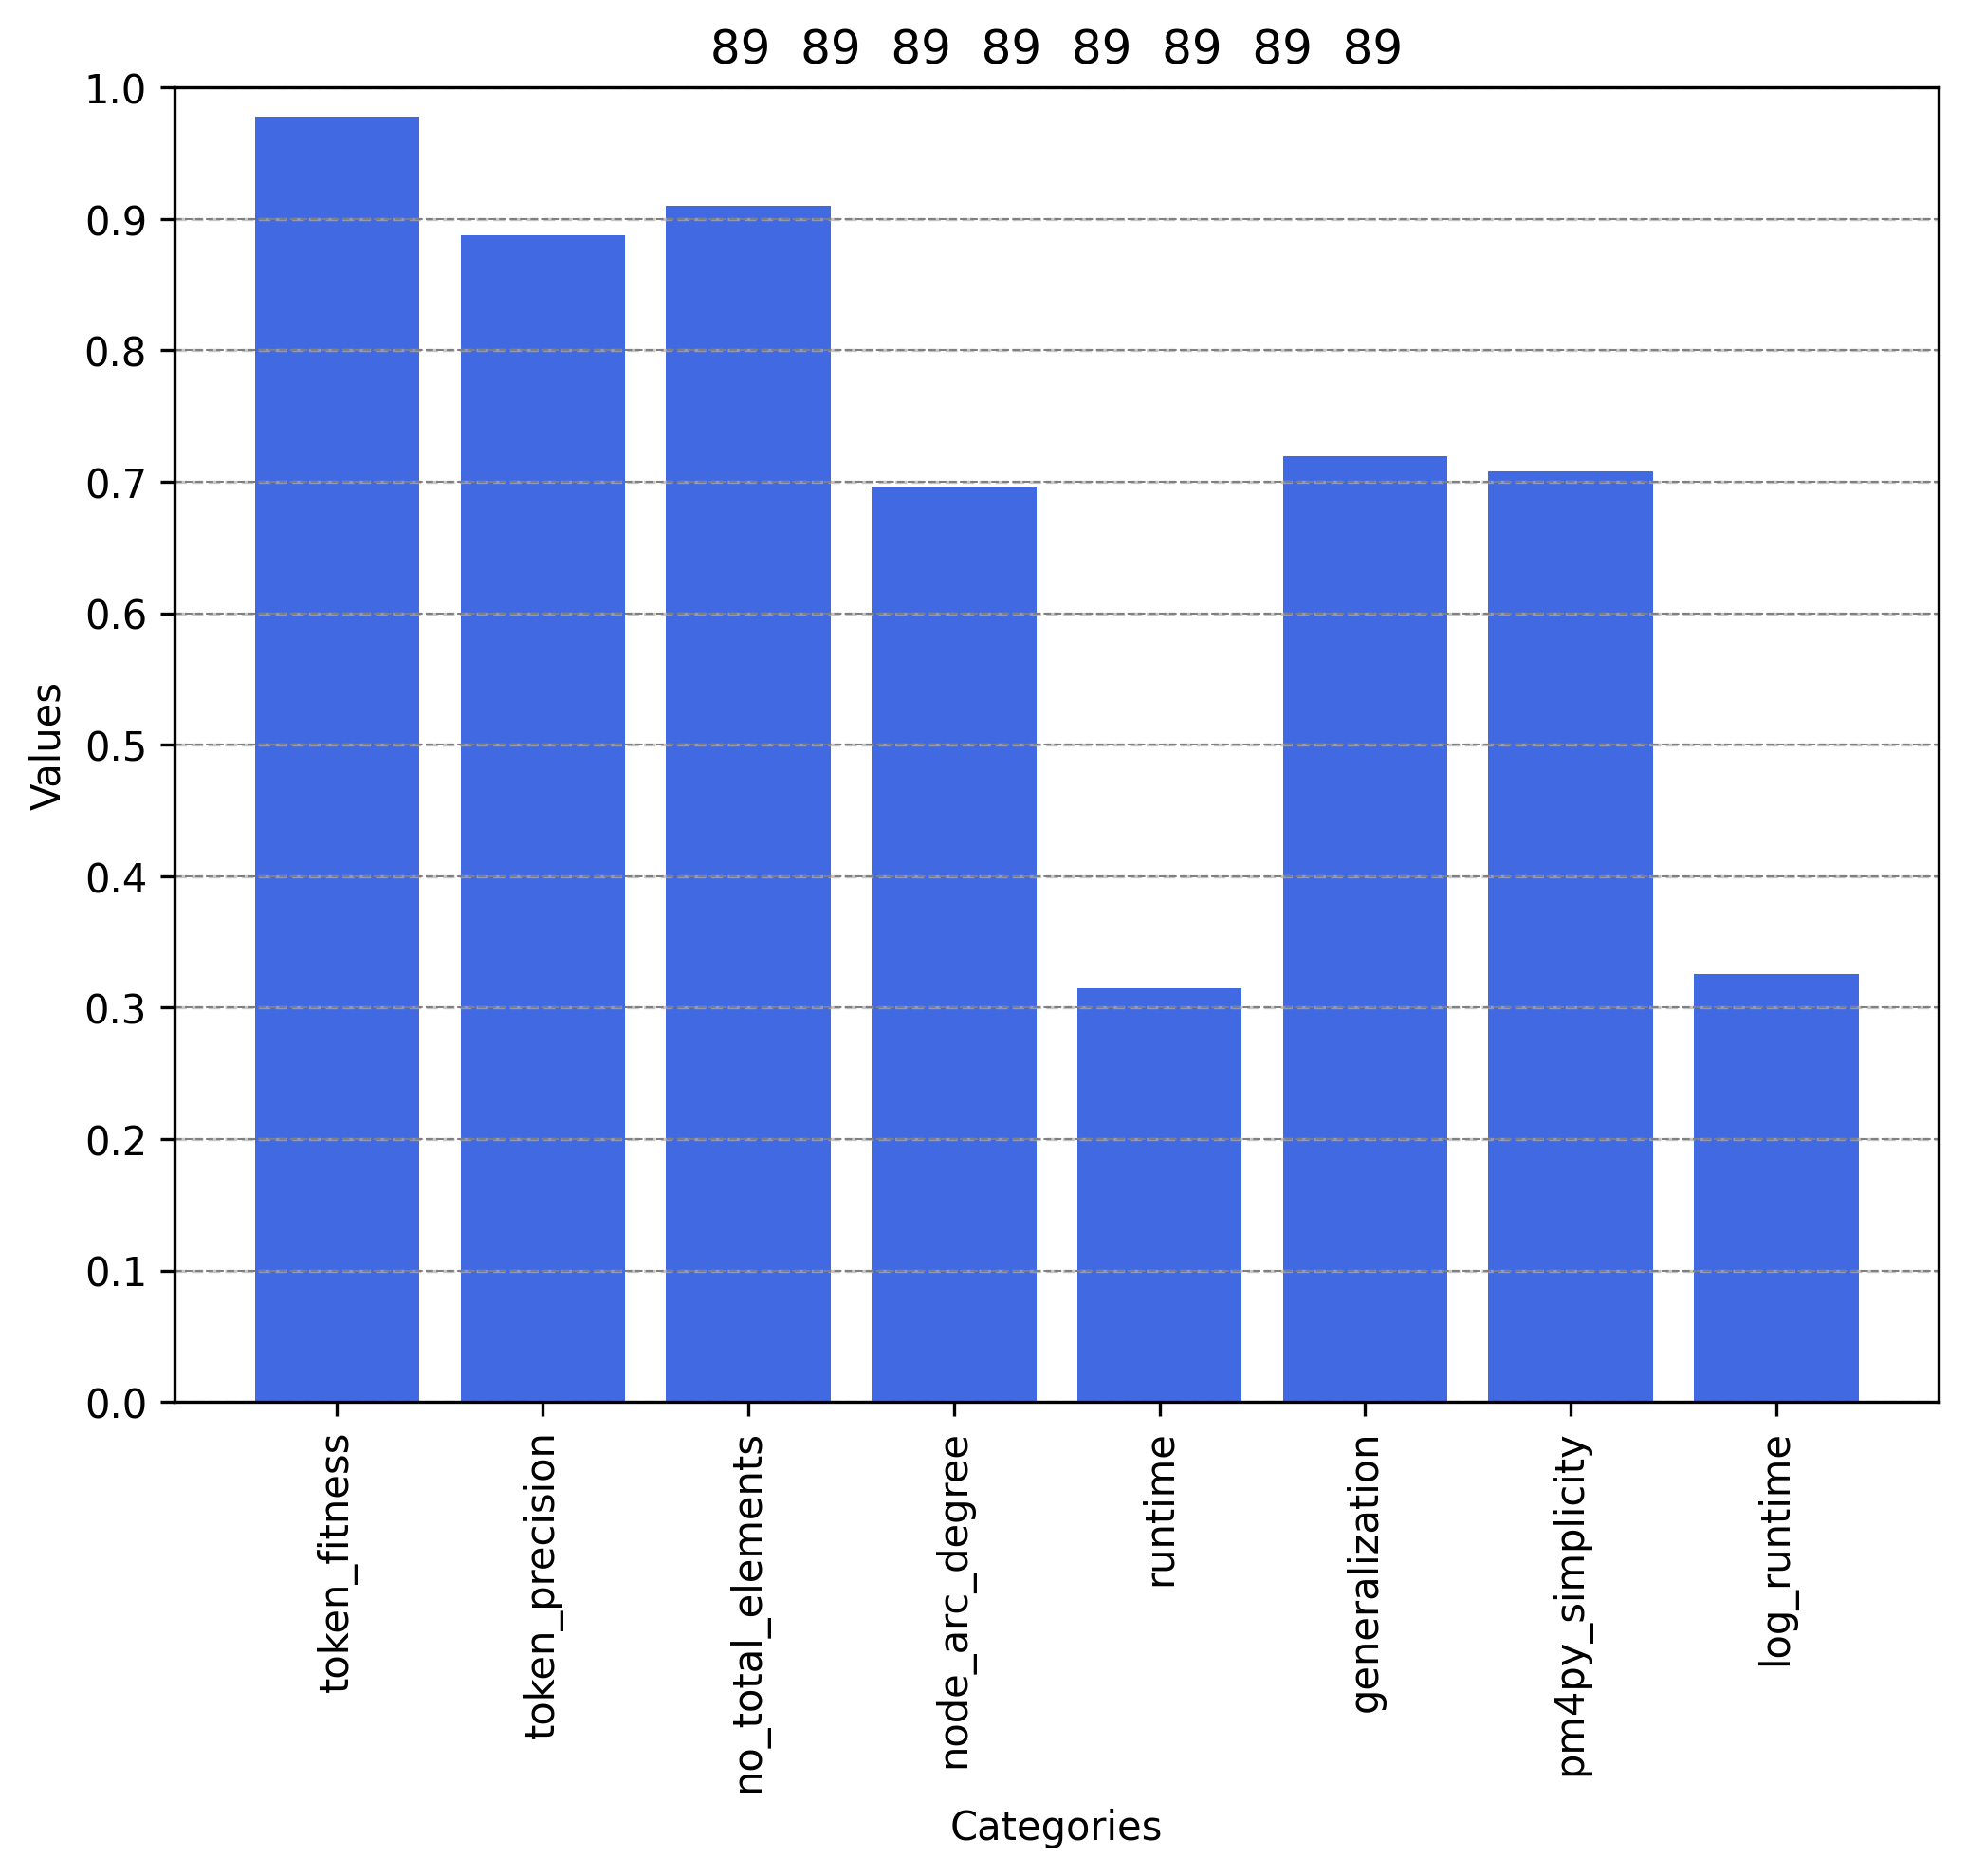 89 89 89 89 89 89 89 89
1.0
0.9
0.8
0.7
0.6
0.5
0.4
0.3
0.2
0.1
0.0
Values
token_fitness
token_precision
no_total_elements
node_arc_degree
runtime
generalization
pm4py_simplicity
log_runtime
Categories